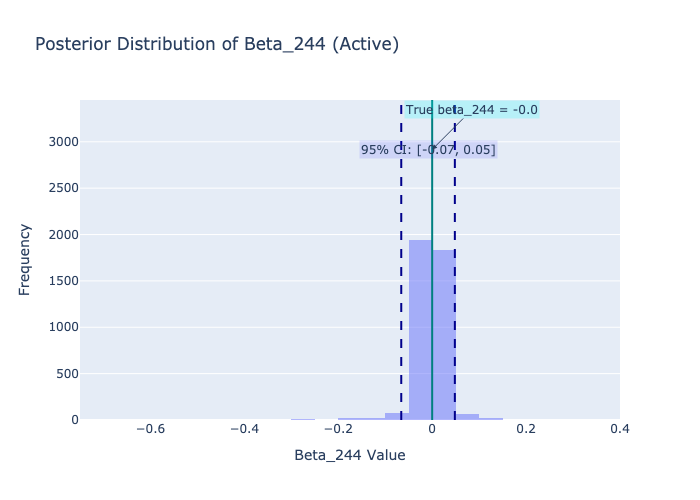 Posterior Distribution of Beta_244 (Active)
True beta_244 = -0.0
95% CI: [-0.07, 0.05]
3000
2500
2000
1500
1000
500
0
Frequency
−0.6
−0.4
−0.2
0
0.2
0.4
Beta_244 Value